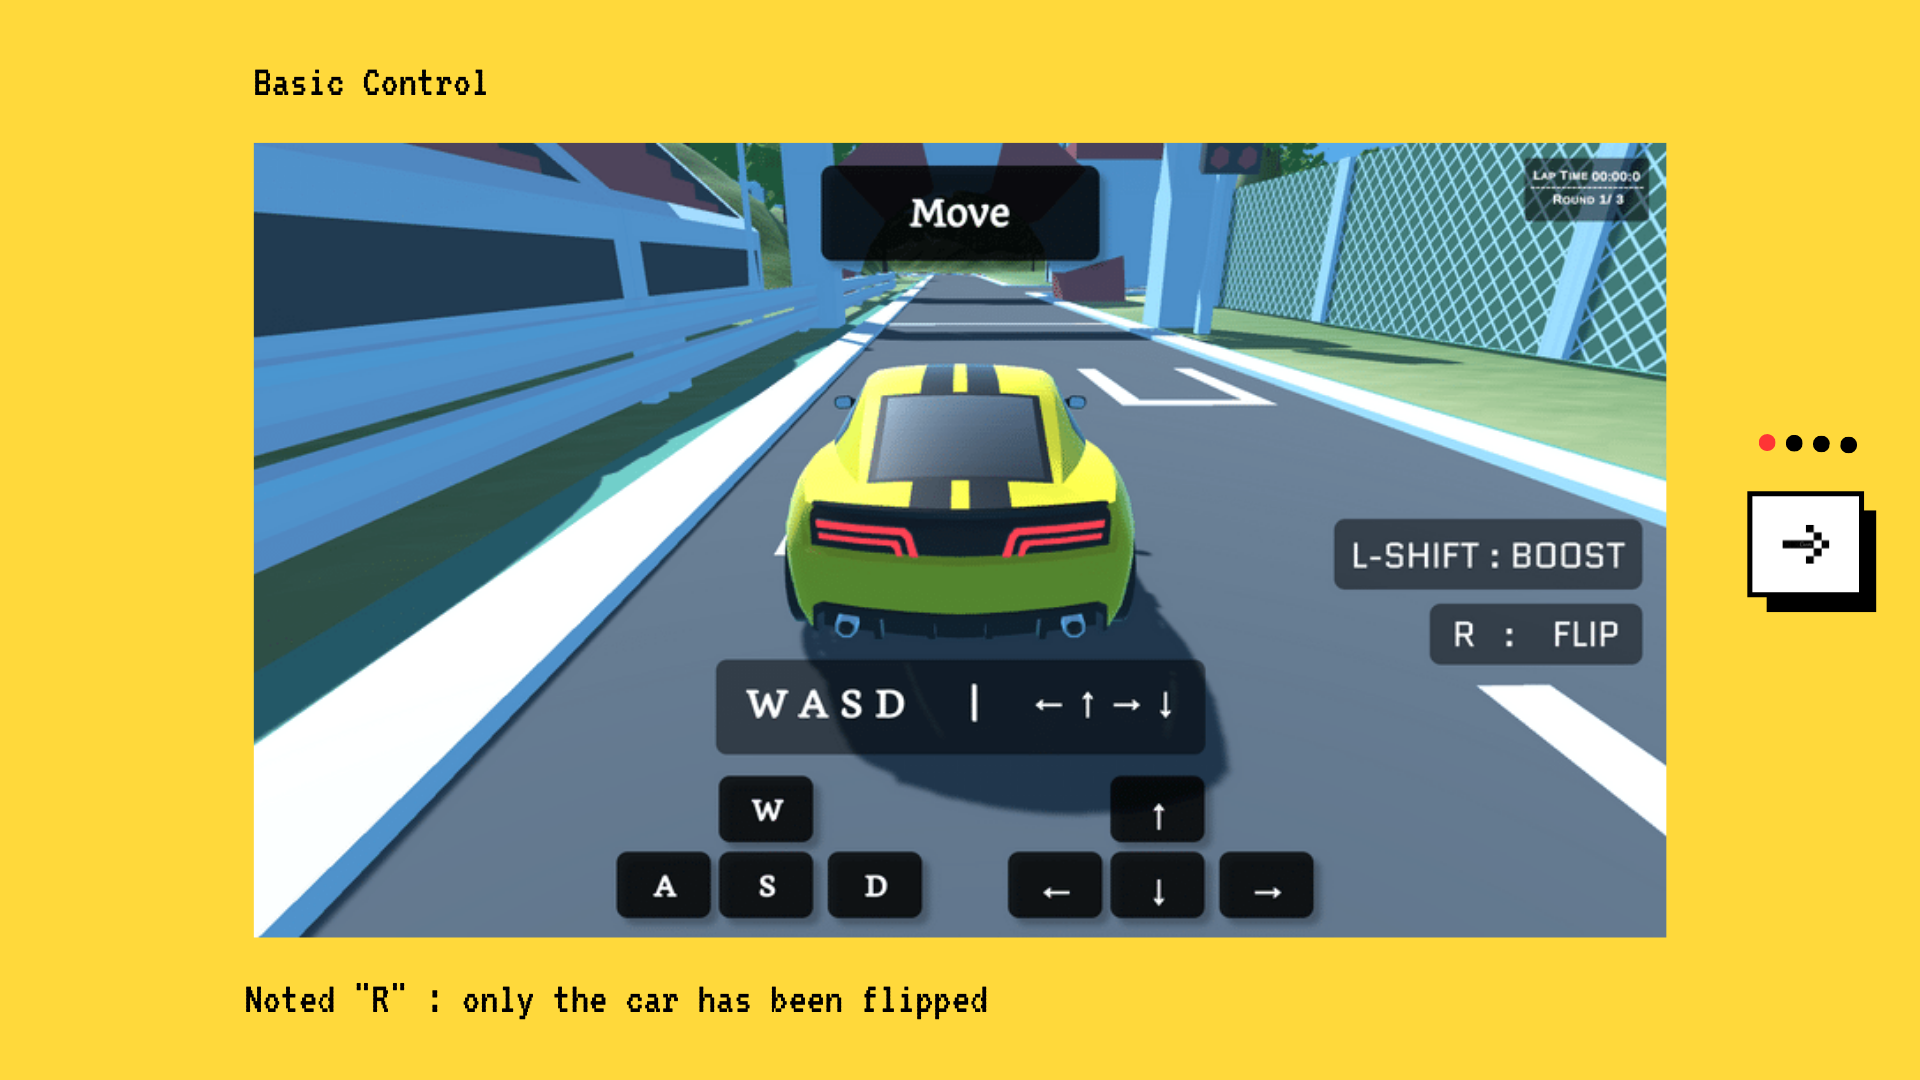 Basic Control
Move
LAP TIME 00:00:0
ROUND 1/ 3
L-SHIFT : BOOST
R : FLIP
W A S D | ← ↑ → ↓
W ↑
A S D ← ↓ →
→
Noted "R" : only the car has been flipped